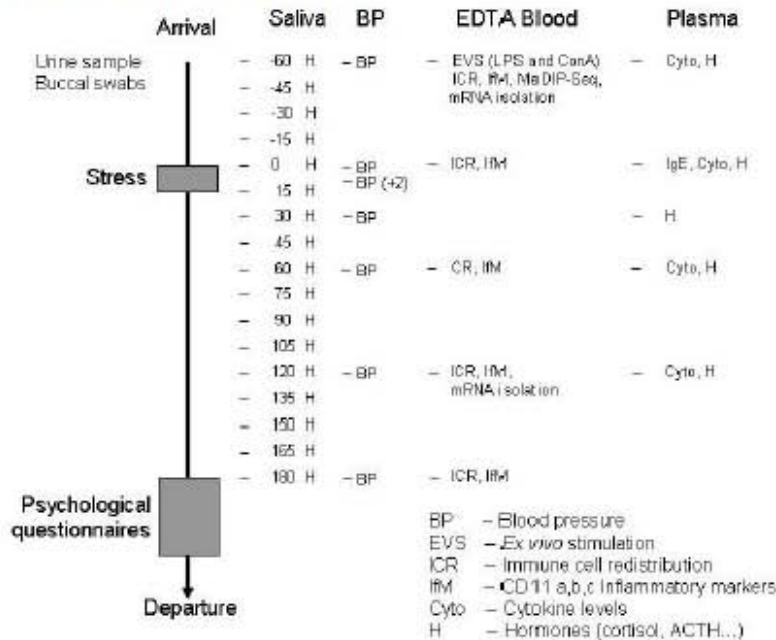 Arrival Saliva BP EDTA Blood Plasma
Urine sample – -60 H – BP – EVS (LPS and ConA) – Cyto, H
Buccal swabs – -45 H ICR, IfM, MeDIP-Seq,
– -30 H mRNA isolation
– -15 H
– 0 H – BP – ICR, IfM – IgE, Cyto, H
Stress – BP (+2)
– 15 H
– 30 H – BP – H
– 45 H
– 60 H – BP – CR, IfM – Cyto, H
– 75 H
– 90 H
– 105 H
– 120 H – BP – ICR, IfM, – Cyto, H
– 135 H mRNA isolation
– 150 H
– 165 H
– 180 H – BP – ICR, IfM
Psychological
questionnaires
Departure
BP – Blood pressure
EVS – Ex vivo stimulation
ICR – Immune cell redistribution
IfM – CD11 a,b,c Inflammatory markers
Cyto – Cytokine levels
H – Hormones (cortisol, ACTH...)